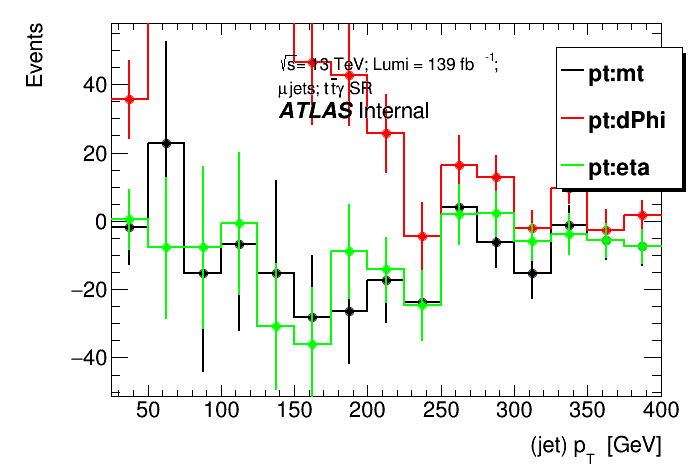 Events
√s= 13 TeV; Lumi = 139 fb⁻¹;
μjets; tt̄γ SR
ATLAS Internal
pt:mt
pt:dPhi
pt:eta
40
20
0
−20
−40
50 100 150 200 250 300 350 400
(jet) p_T [GeV]